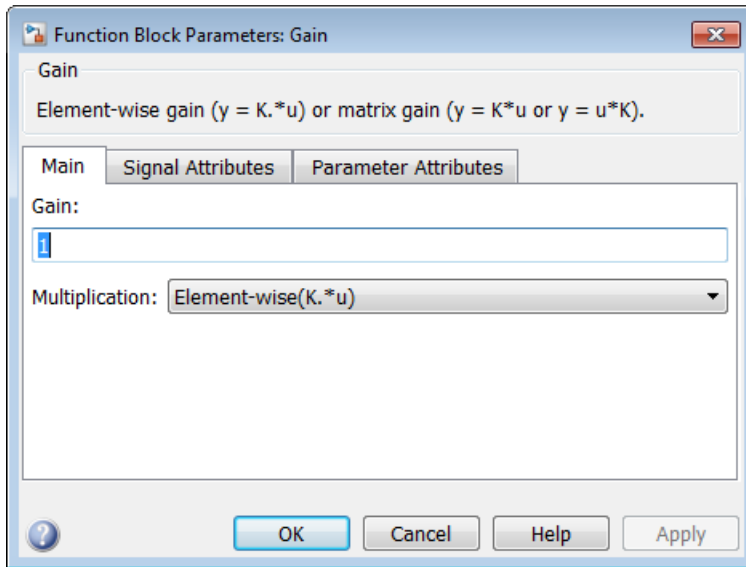 Function Block Parameters: Gain
Gain
Element-wise gain (y = K.*u) or matrix gain (y = K*u or y = u*K).
Main Signal Attributes Parameter Attributes
Gain:
1
Multiplication: Element-wise(K.*u)
OK Cancel Help Apply